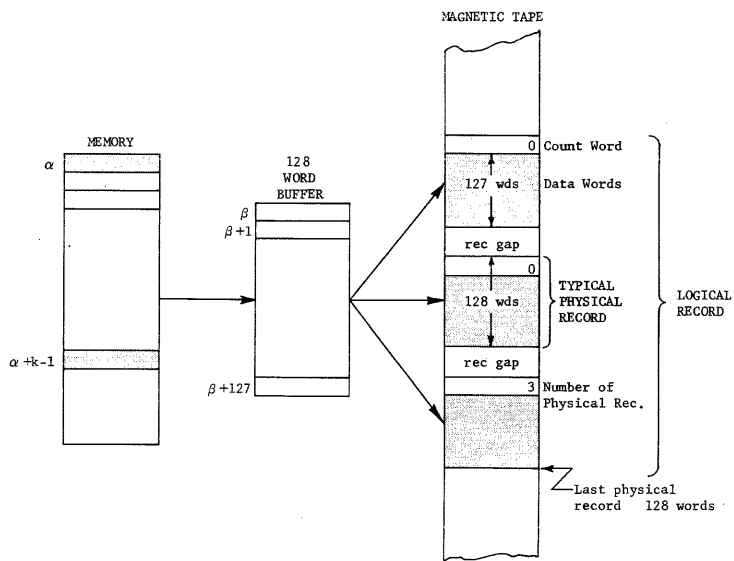 MAGNETIC TAPE
MEMORY
α
α+k-1
128
WORD
BUFFER
β
β+1
β+127
0 Count Word
127 wds Data Words
rec gap
0
128 wds
TYPICAL
PHYSICAL
RECORD
LOGICAL
RECORD
rec gap
3 Number of
Physical Rec.
Last physical
record 128 words